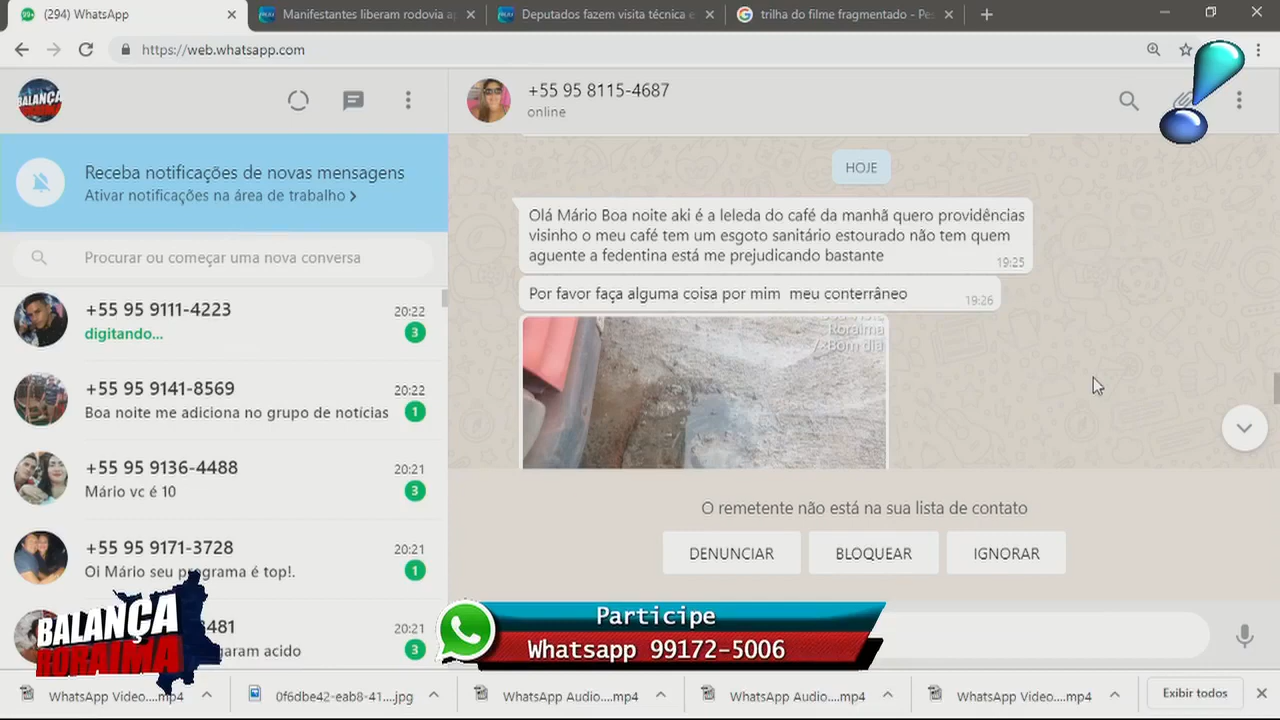 (294) WhatsApp
Manifestantes liberam rodovia a
Deputados fazem visita técnica e
trilha do filme fragmentado - Pe
https://web.whatsapp.com
BALANÇA
RORAIMA
+55 95 8115-4687
online
Receba notificações de novas mensagens
Ativar notificações na área de trabalho
Procurar ou começar uma nova conversa
+55 95 9111-4223
20:22
digitando...
3
+55 95 9141-8569
20:22
Boa noite me adiciona no grupo de notícias
1
+55 95 9136-4488
20:21
Mário vc é 10
3
+55 95 9171-3728
20:21
Oi Mário seu programa é top!.
1
8481
20:21
garam acido
3
HOJE
Olá Mário Boa noite aki é a leleda do café da manhã quero providências
visinho o meu café tem um esgoto sanitário estourado não tem quem
aguente a fedentina está me prejudicando bastante
19:25
Por favor faça alguma coisa por mim meu conterrâneo
19:26
Roraima
Bom dia
O remetente não está na sua lista de contato
DENUNCIAR
BLOQUEAR
IGNORAR
BALANÇA
RORAIMA
Participe
Whatsapp 99172-5006
WhatsApp Video....mp4
0f6dbe42-eab8-41....jpg
WhatsApp Audio....mp4
WhatsApp Audio....mp4
WhatsApp Video....mp4
Exibir todos